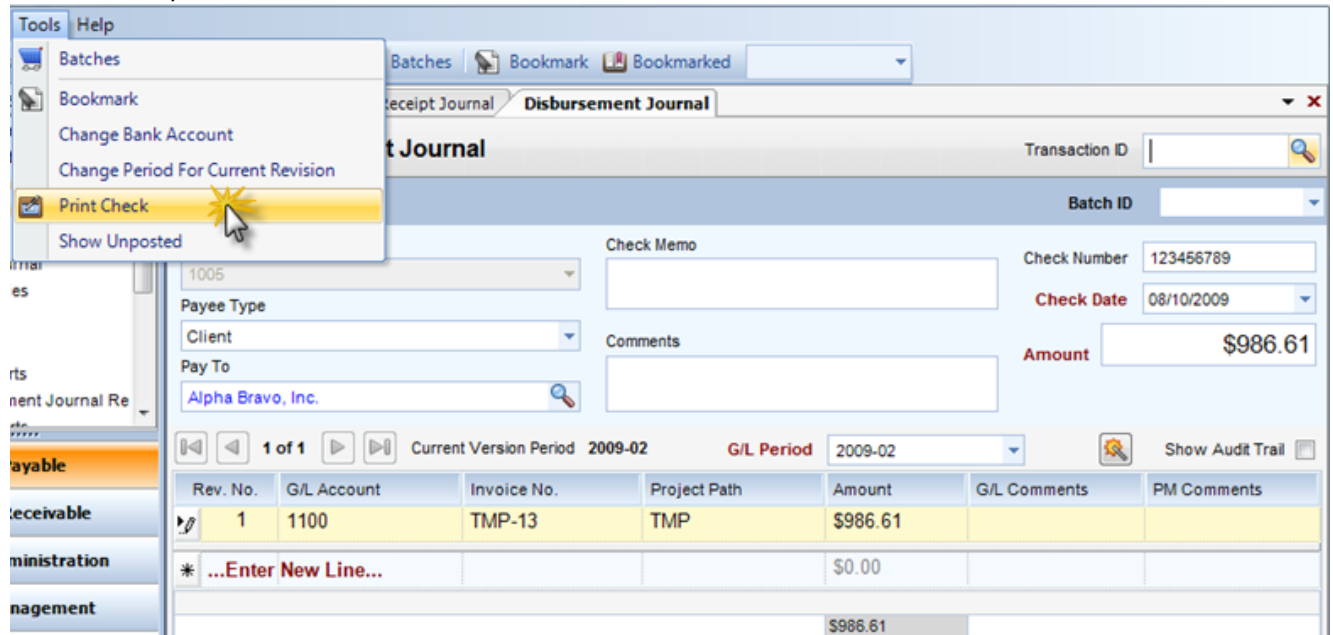 Tools Help
Batches
Batches Bookmark Bookmarked
Bookmark
Receipt Journal Disbursement Journal
Change Bank Account
t Journal
Transaction ID
Change Period For Current Revision
Print Check
Batch ID
Show Unposted
Check Memo
Check Number 123456789
1005
es
Payee Type
Check Date 08/10/2009
Client
Comments
Amount $986.61
Pay To
rts
Alpha Bravo, Inc.
ment Journal Re
1 of 1 Current Version Period 2009-02 G/L Period 2009-02 Show Audit Trail
ayable
Rev. No. G/L Account Invoice No. Project Path Amount G/L Comments PM Comments
eceivable
1 1100 TMP-13 TMP $986.61
ministration
* ...Enter New Line... $0.00
nagement
$986.61